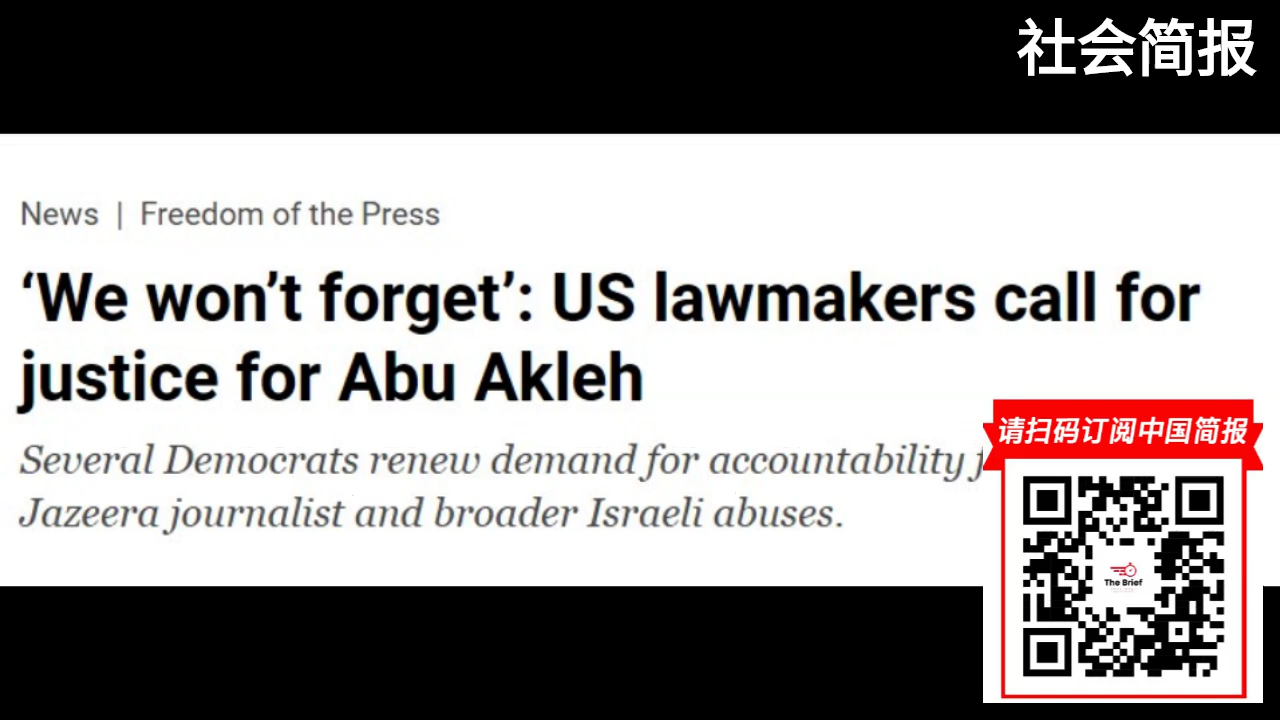 社会简报
News | Freedom of the Press
‘We won’t forget’: US lawmakers call for
justice for Abu Akleh
Several Democrats renew demand for accountability f
Jazeera journalist and broader Israeli abuses.
请扫码订阅中国简报
The Brief